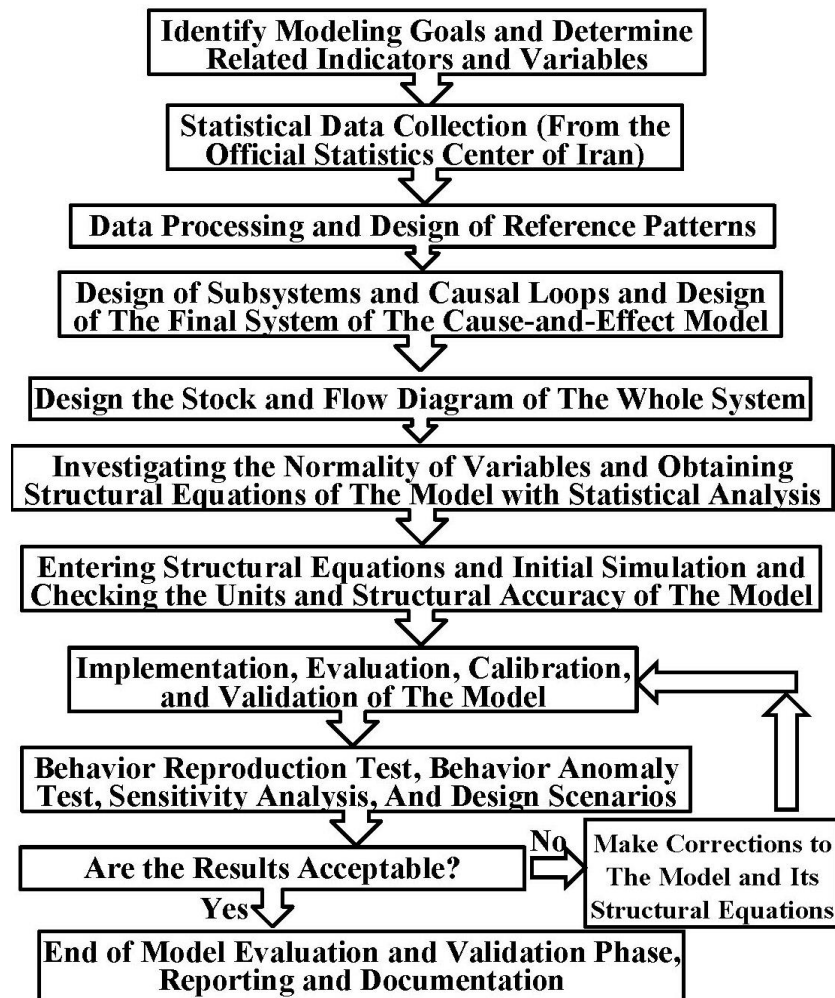 Identify Modeling Goals and Determine
Related Indicators and Variables
Statistical Data Collection (From the
Official Statistics Center of Iran)
Data Processing and Design of Reference Patterns
Design of Subsystems and Causal Loops and Design
of The Final System of The Cause-and-Effect Model
Design the Stock and Flow Diagram of The Whole System
Investigating the Normality of Variables and Obtaining
Structural Equations of The Model with Statistical Analysis
Entering Structural Equations and Initial Simulation and
Checking the Units and Structural Accuracy of The Model
Implementation, Evaluation, Calibration,
and Validation of The Model
Behavior Reproduction Test, Behavior Anomaly
Test, Sensitivity Analysis, And Design Scenarios
Are the Results Acceptable?
No
Make Corrections to
The Model and Its
Structural Equations
Yes
End of Model Evaluation and Validation Phase,
Reporting and Documentation